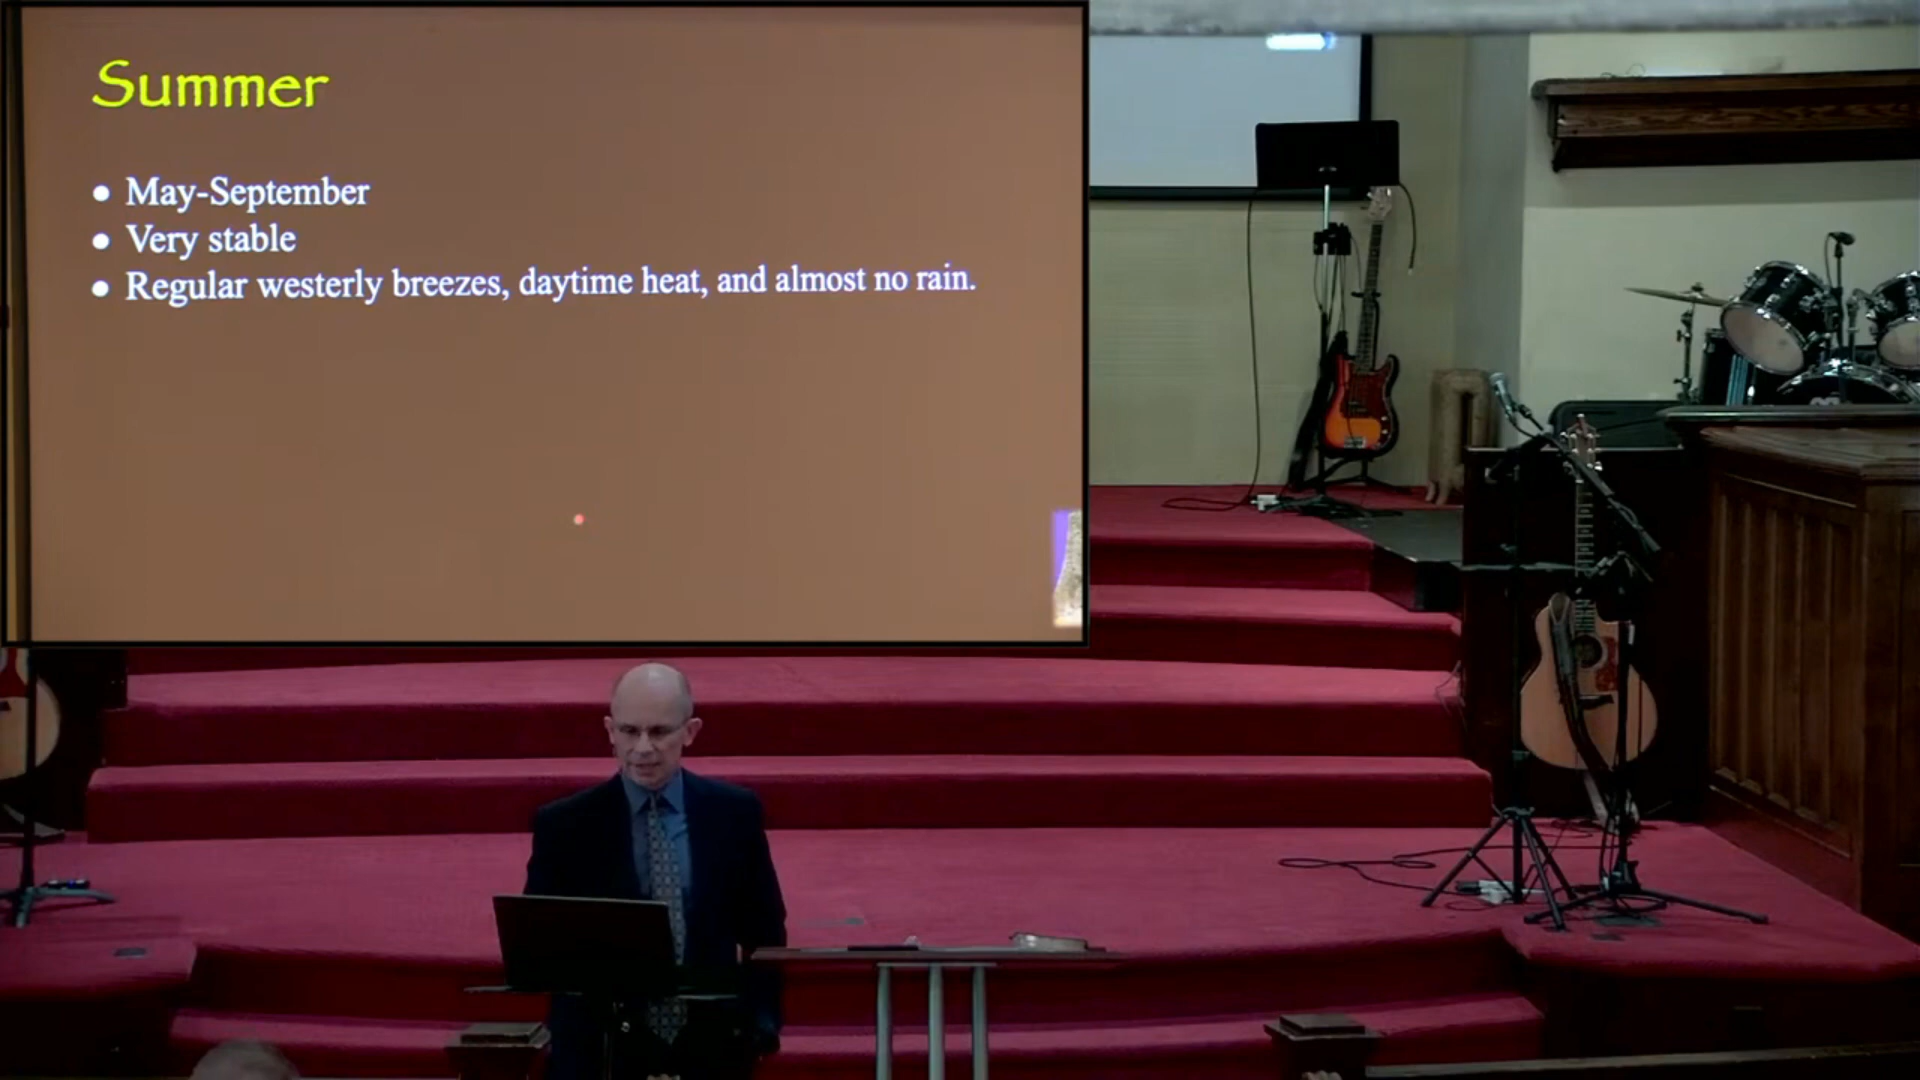 Summer
● May-September
● Very stable
● Regular westerly breezes, daytime heat, and almost no rain.